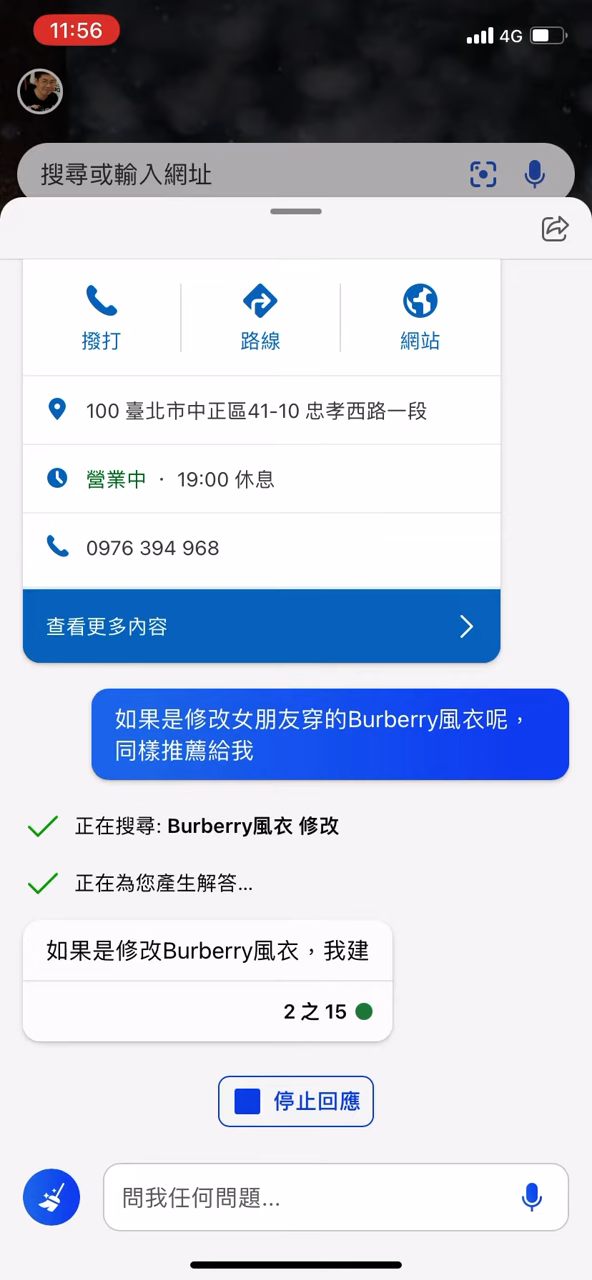 11:56
4G
搜尋或輸入網址
撥打
路線
網站
100 臺北市中正區41-10 忠孝西路一段
營業中 · 19:00 休息
0976 394 968
查看更多內容
如果是修改女朋友穿的Burberry風衣呢，
同樣推薦給我
正在搜尋: Burberry風衣 修改
正在為您產生解答...
如果是修改Burberry風衣，我建
2 之 15
停止回應
問我任何問題...